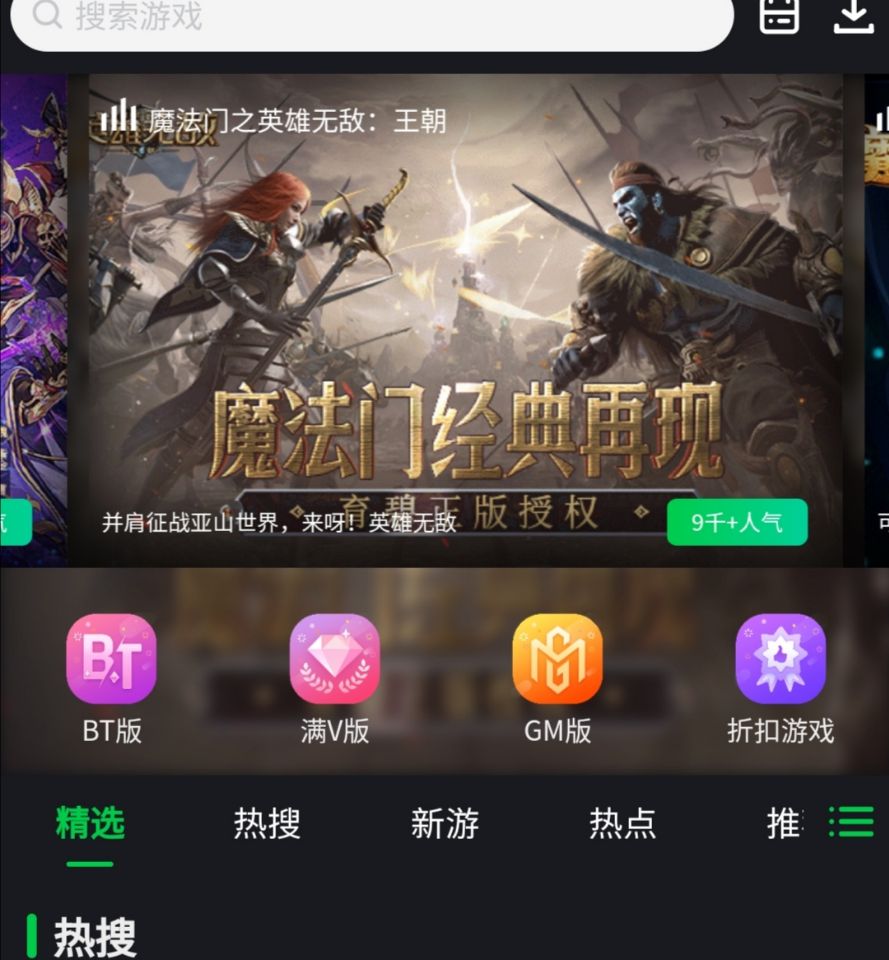 搜索游戏
魔法门之英雄无敌：王朝
魔法门经典再现
育碧正版授权
并肩征战亚山世界，来呀！英雄无敌
9千+人气
气
可
BT
BT版
满V版
GM版
折扣游戏
精选
热搜
新游
热点
推
热搜